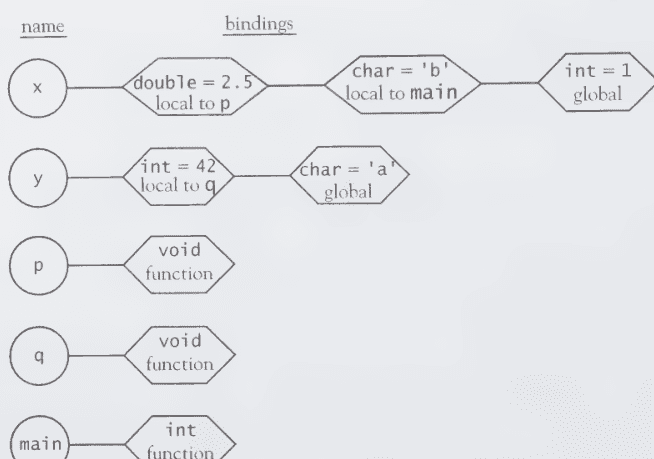 name bindings
x double = 2.5 char = 'b' int = 1
local to p local to main global
y int = 42 char = 'a'
local to q global
p void
function
q void
function
main int
function